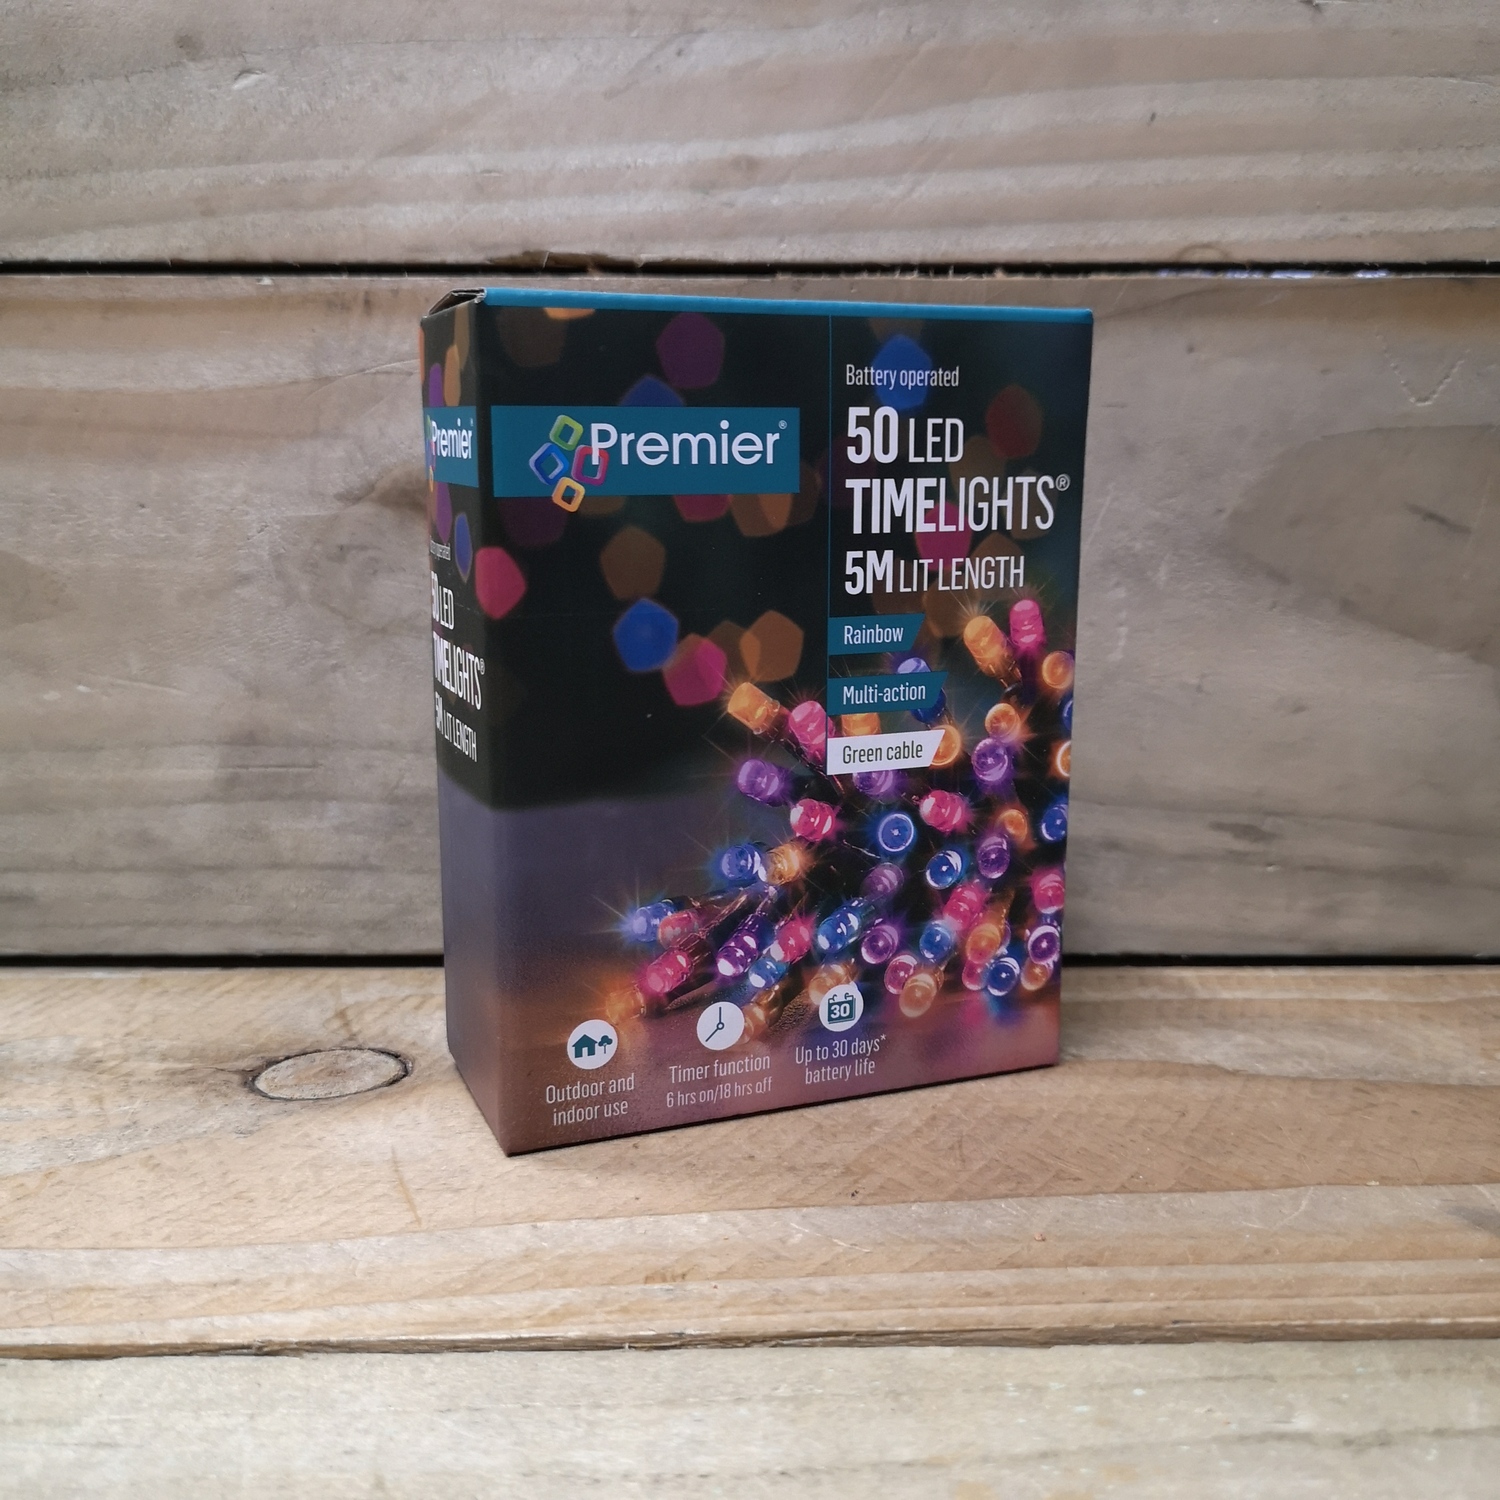 Premier®
Battery operated
50 LED
TIMELIGHTS®
5M LIT LENGTH
Rainbow
Multi-action
Green cable
Outdoor and
indoor use
Timer function
6 hrs on/18 hrs off
30
Up to 30 days*
battery life
Premier
50 LED
TIMELIGHTS®
5M LIT LENGTH